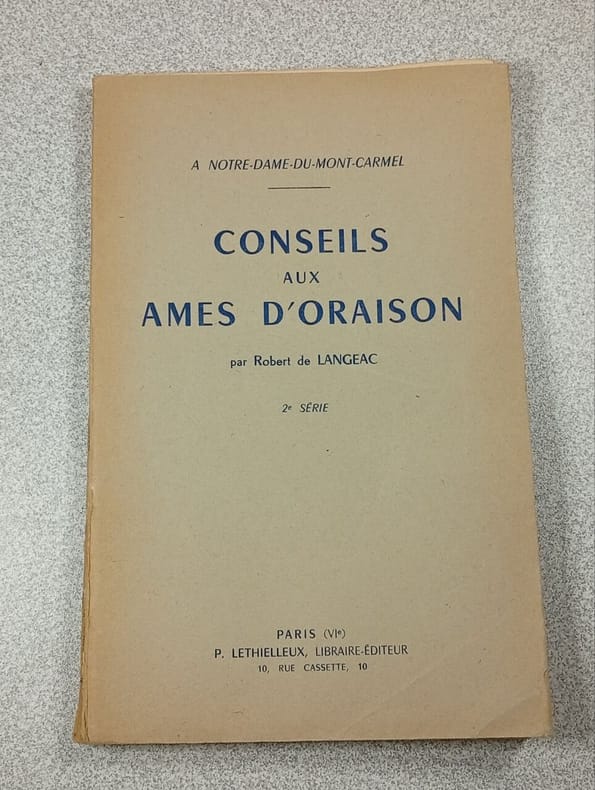 A NOTRE-DAME-DU-MONT-CARMEL
CONSEILS
AUX
AMES D'ORAISON
par Robert de LANGEAC
2e SÉRIE
PARIS (VIe)
P. LETHIELLEUX, LIBRAIRE-ÉDITEUR
10, RUE CASSETTE, 10